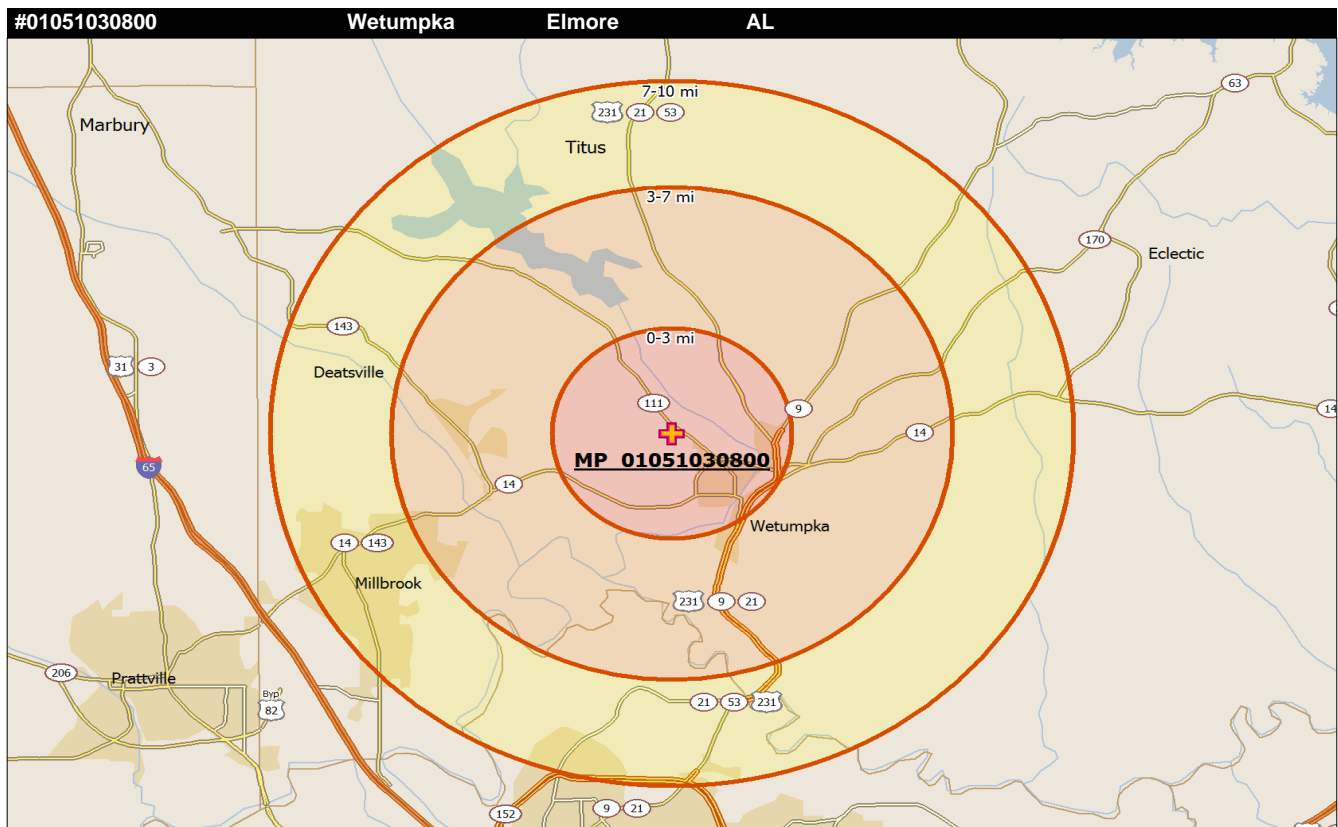 #01051030800 Wetumpka Elmore AL
7-10 mi
63
231 21 53
Marbury
Titus
3-7 mi
170
Eclectic
143
0-3 mi
31 3
Deatsville
111
9
14
14
MP 01051030800
65
14
Wetumpka
14 143
Millbrook
231 9 21
206
Prattville
Byp
82
21 53 231
152
9 21